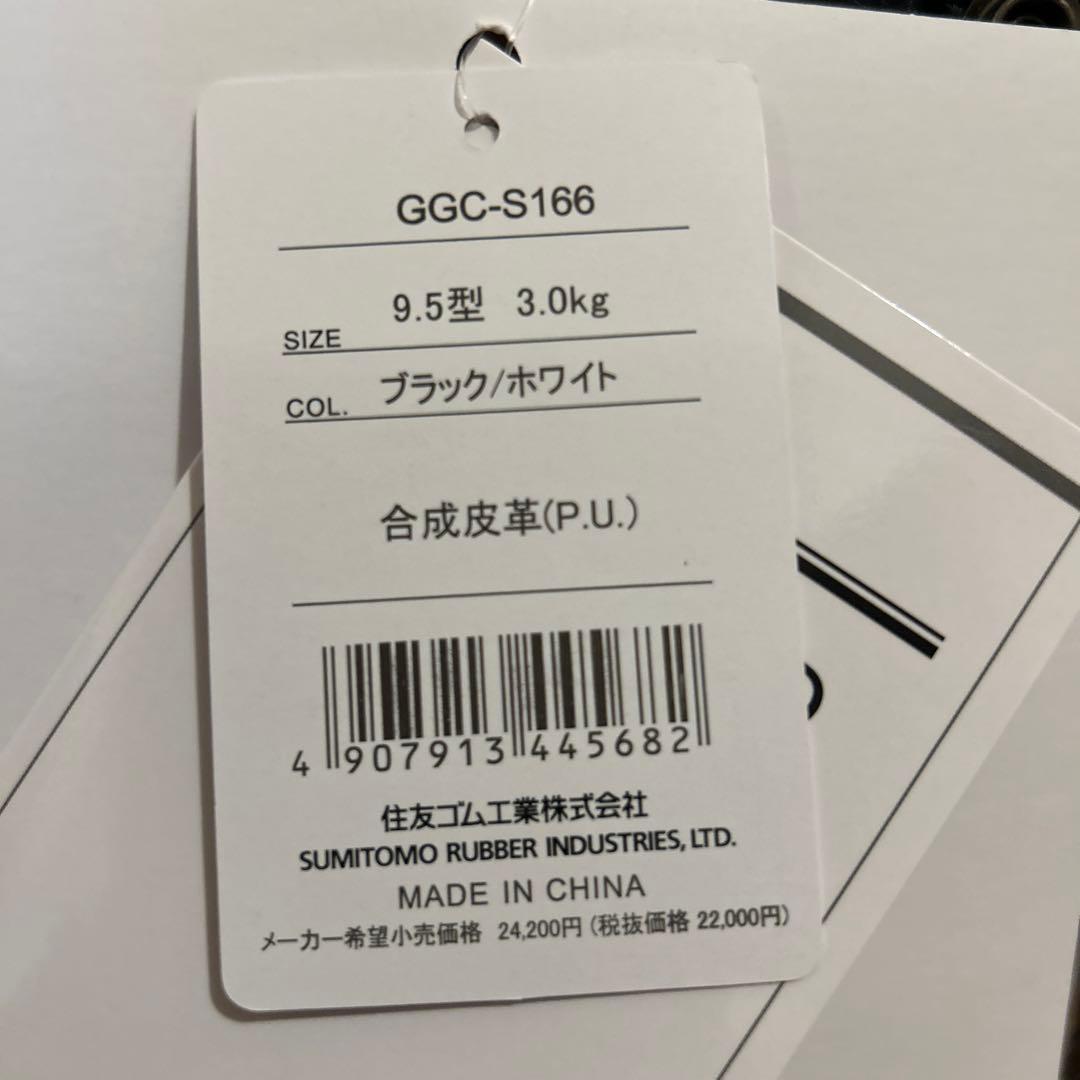 GGC-S166
SIZE 9.5型 3.0kg
COL. ブラック/ホワイト
合成皮革(P.U.)
4 907913 445682
住友ゴム工業株式会社
SUMITOMO RUBBER INDUSTRIES, LTD.
MADE IN CHINA
メーカー希望小売価格 24,200円 (税抜価格 22,000円)